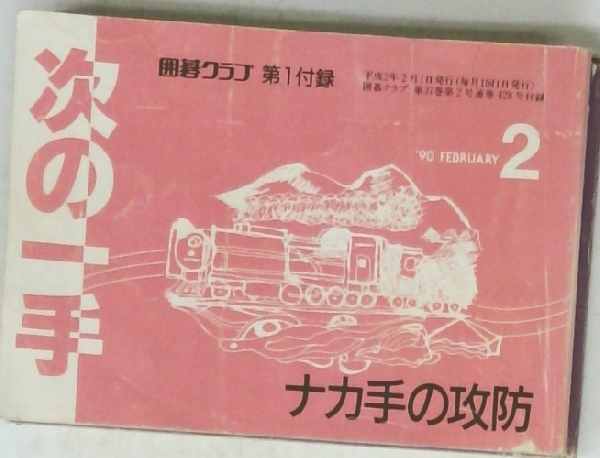 次の一手
囲碁クラブ 第1付録
平成2年2月1日発行(毎月1回1日発行)
囲碁クラブ 第37巻第2号通巻428号付録
'90 FEBRUARY 2
ナカ手の攻防